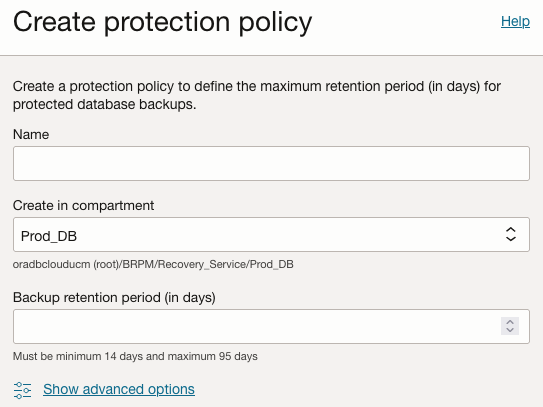 Create protection policy
Help
Create a protection policy to define the maximum retention period (in days) for
protected database backups.
Name
Create in compartment
Prod_DB
oradbclouducm (root)/BRPM/Recovery_Service/Prod_DB
Backup retention period (in days)
Must be minimum 14 days and maximum 95 days
Show advanced options